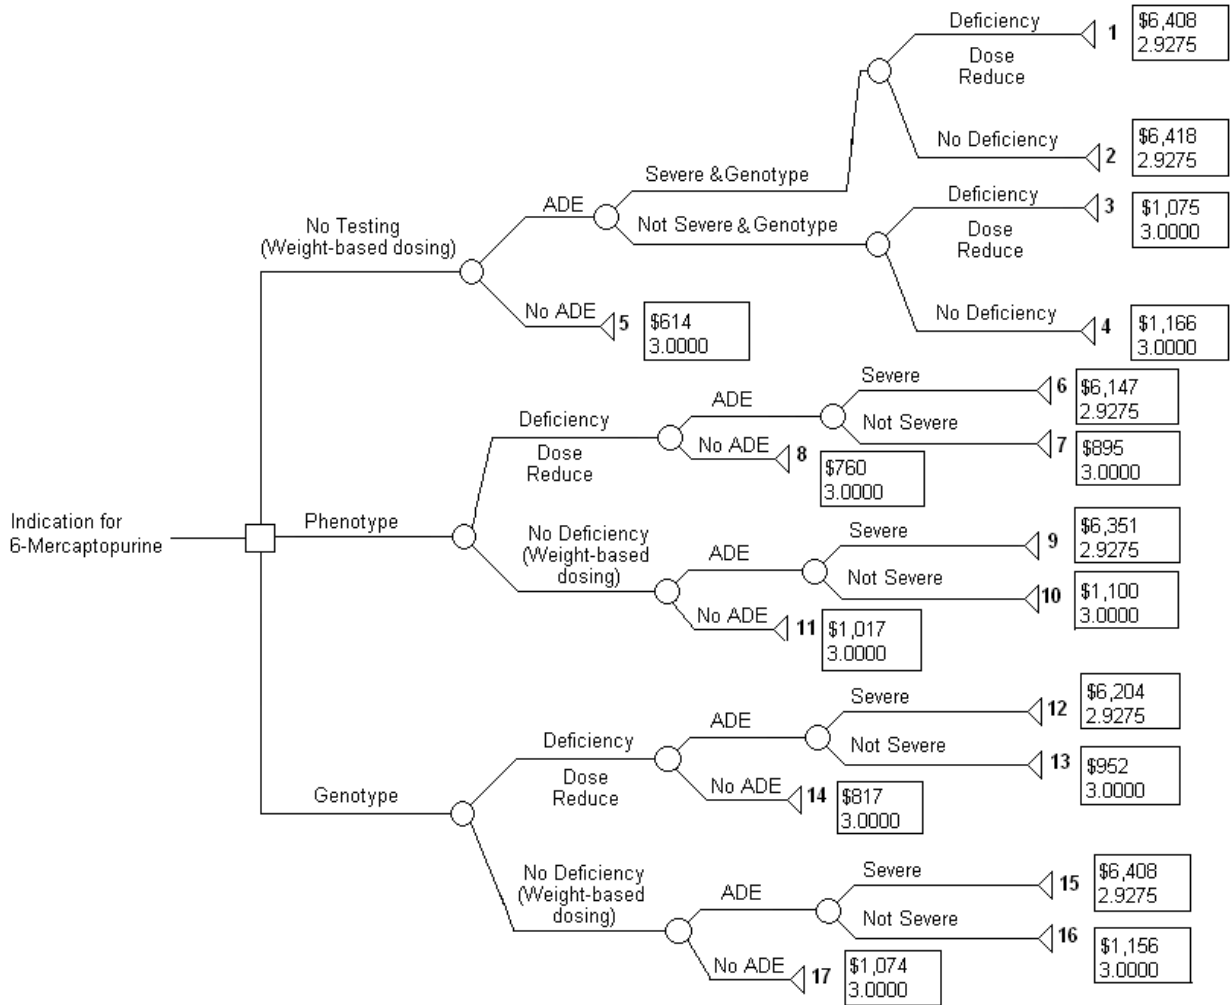 Deficiency
Dose
Reduce
1
$6,408
2.9275
No Deficiency
2
$6,418
2.9275
Severe &Genotype
ADE
Not Severe &Genotype
Deficiency
Dose
Reduce
3
$1,075
3.0000
No Testing
(Weight-based dosing)
No Deficiency
4
$1,166
3.0000
No ADE
5
$614
3.0000
Severe
6
$6,147
2.9275
ADE
Not Severe
7
$895
3.0000
Deficiency
Dose
Reduce
No ADE
8
$760
3.0000
Indication for
6-Mercaptopurine
Phenotype
No Deficiency
(Weight-based
dosing)
Severe
9
$6,351
2.9275
ADE
Not Severe
10
$1,100
3.0000
No ADE
11
$1,017
3.0000
Severe
12
$6,204
2.9275
ADE
Not Severe
13
$952
3.0000
Deficiency
Dose
Reduce
No ADE
14
$817
3.0000
Genotype
No Deficiency
(Weight-based
dosing)
Severe
15
$6,408
2.9275
ADE
Not Severe
16
$1,156
3.0000
No ADE
17
$1,074
3.0000